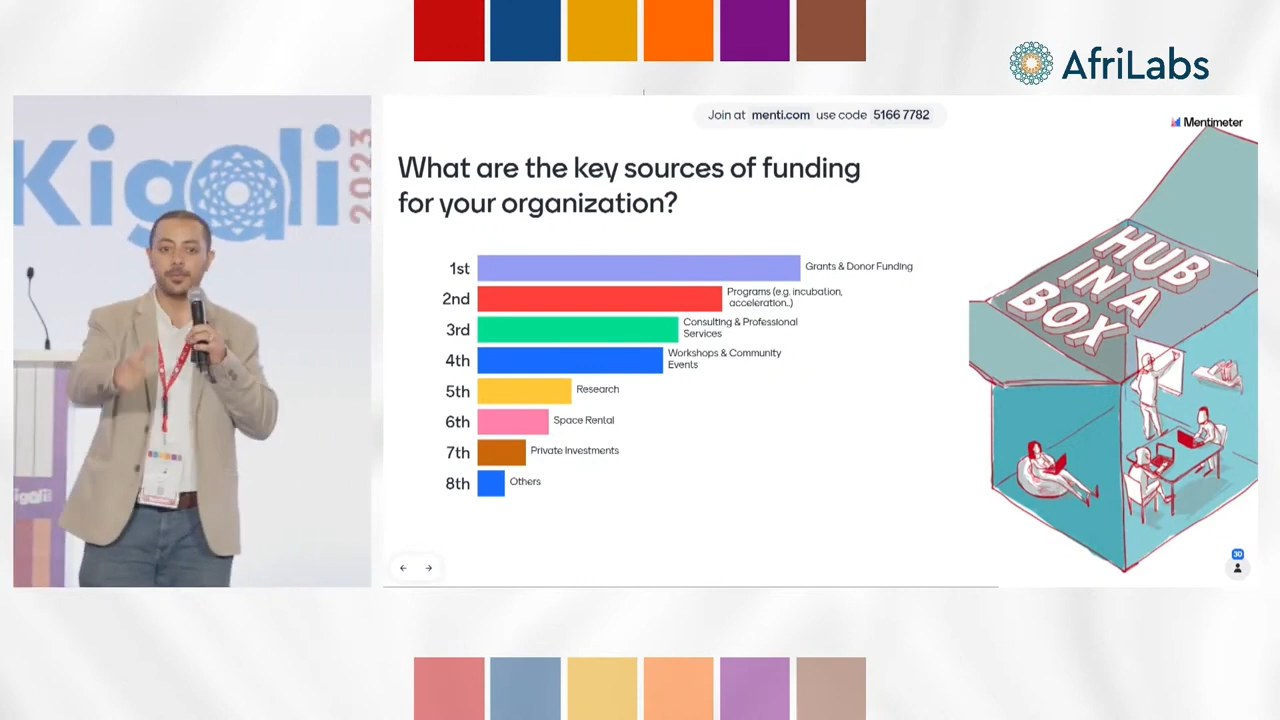 AfriLabs
Kigali
2023
Join at menti.com use code 5166 7782
Mentimeter
What are the key sources of funding
for your organization?
1st Grants & Donor Funding
2nd Programs (e.g. incubation,
acceleration..)
3rd Consulting & Professional
Services
4th Workshops & Community
Events
5th Research
6th Space Rental
7th Private Investments
8th Others
HUB
IN A
BOX
30
Kigali